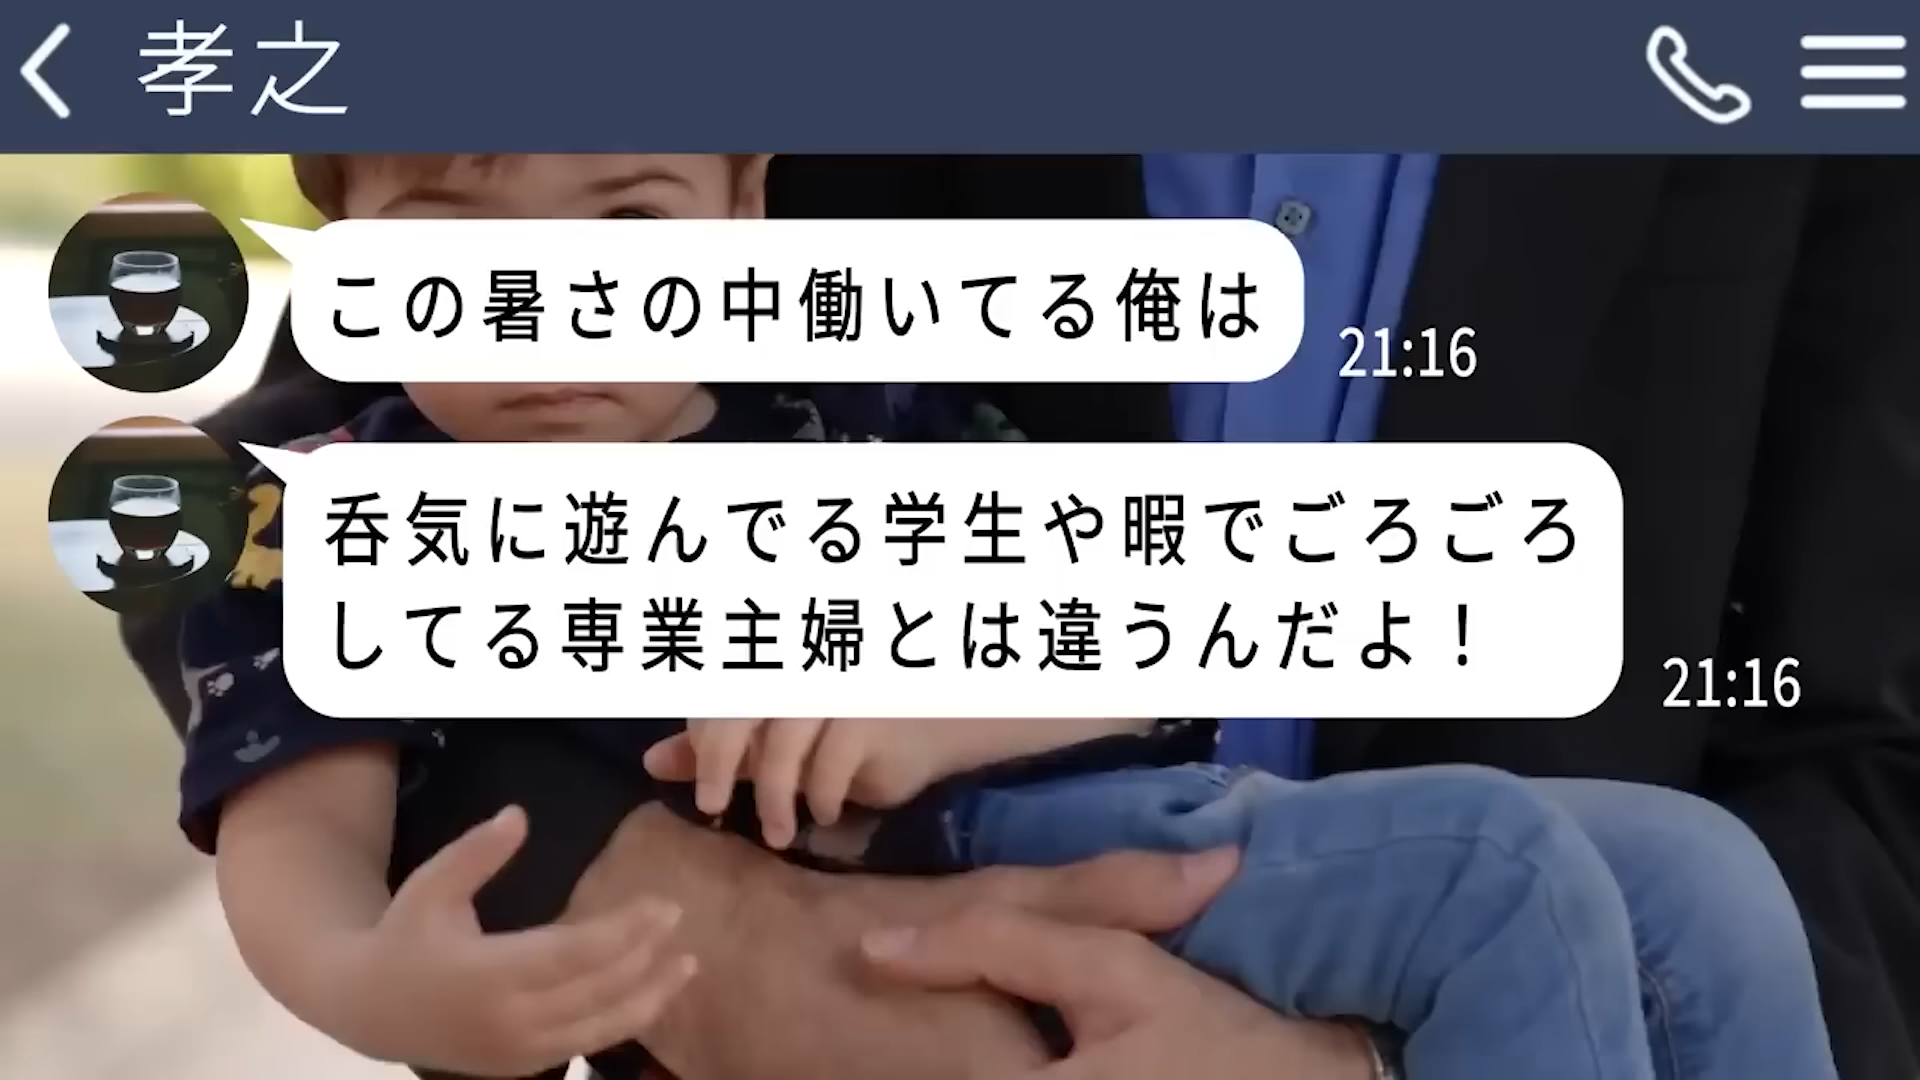 孝之
この暑さの中働いてる俺は
21:16
呑気に遊んでる学生や暇でごろごろ
してる専業主婦とは違うんだよ！
21:16